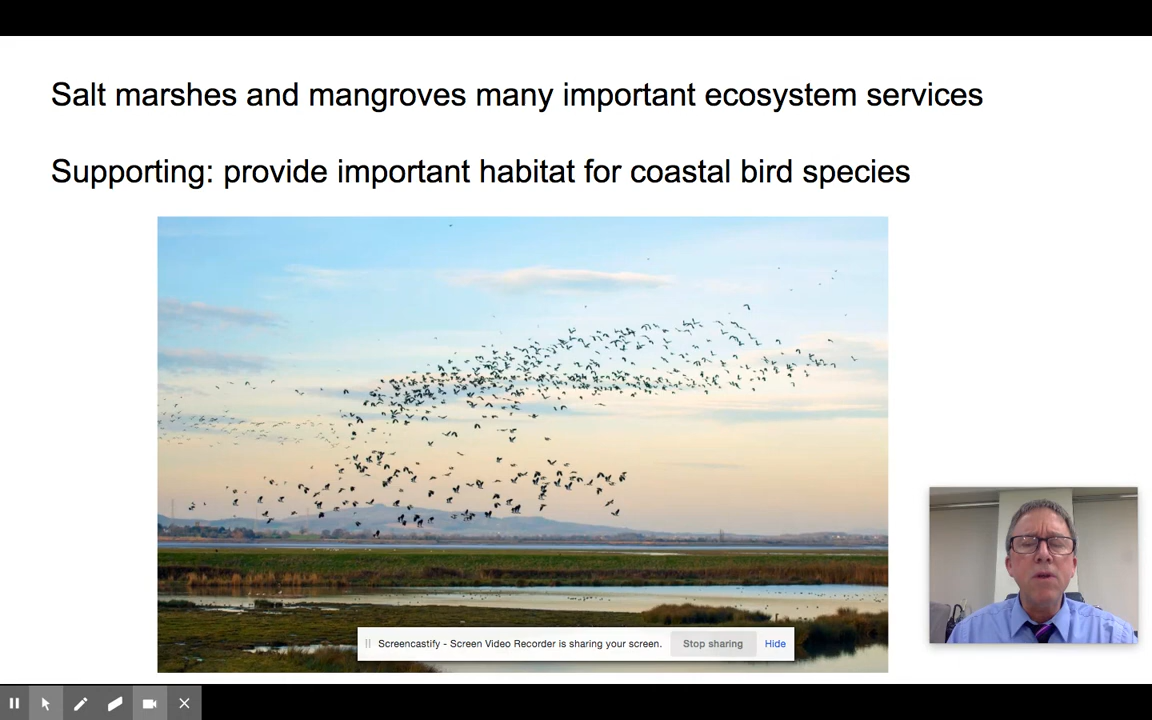 Salt marshes and mangroves many important ecosystem services
Supporting: provide important habitat for coastal bird species
Screencastify - Screen Video Recorder is sharing your screen. Stop sharing Hide